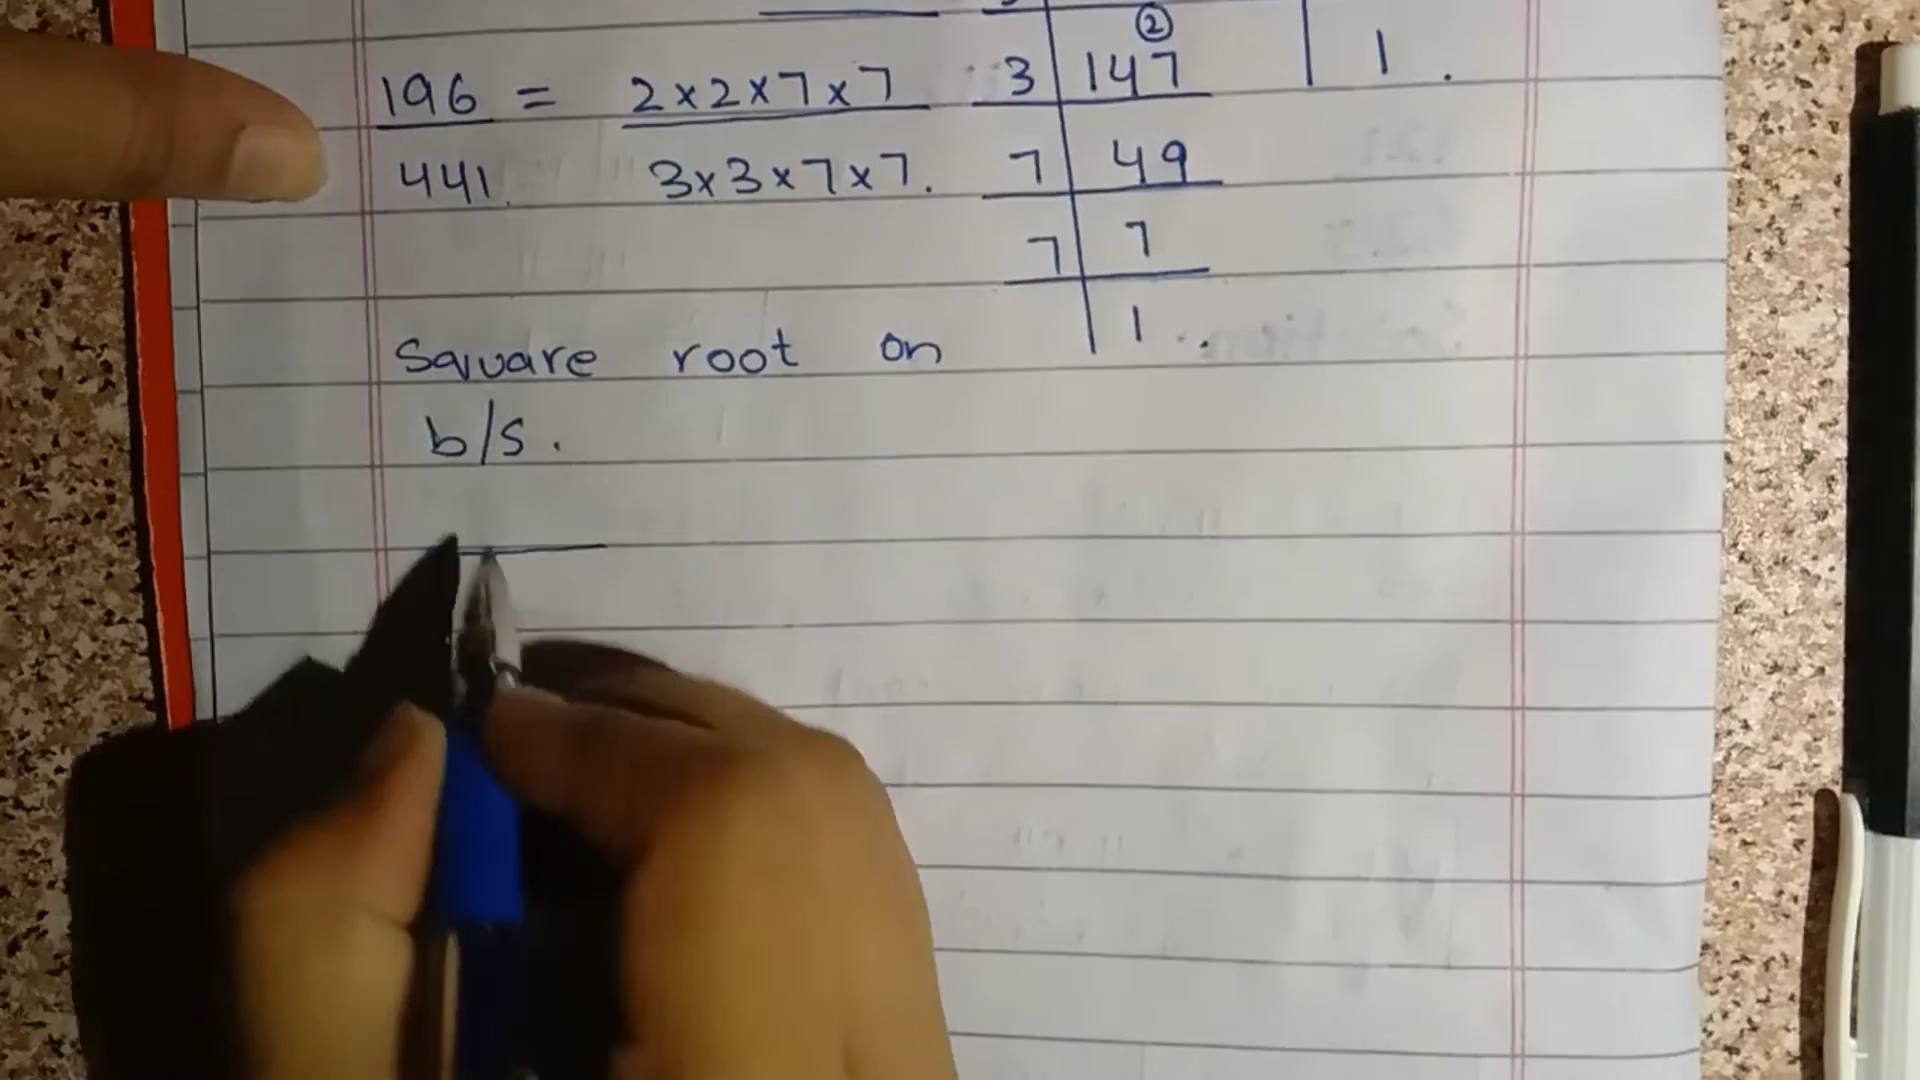 196 = 2×2×7×7
441 3×3×7×7.
②
3 147
7 49
7 7
1.
1.
Square root on
b/s.